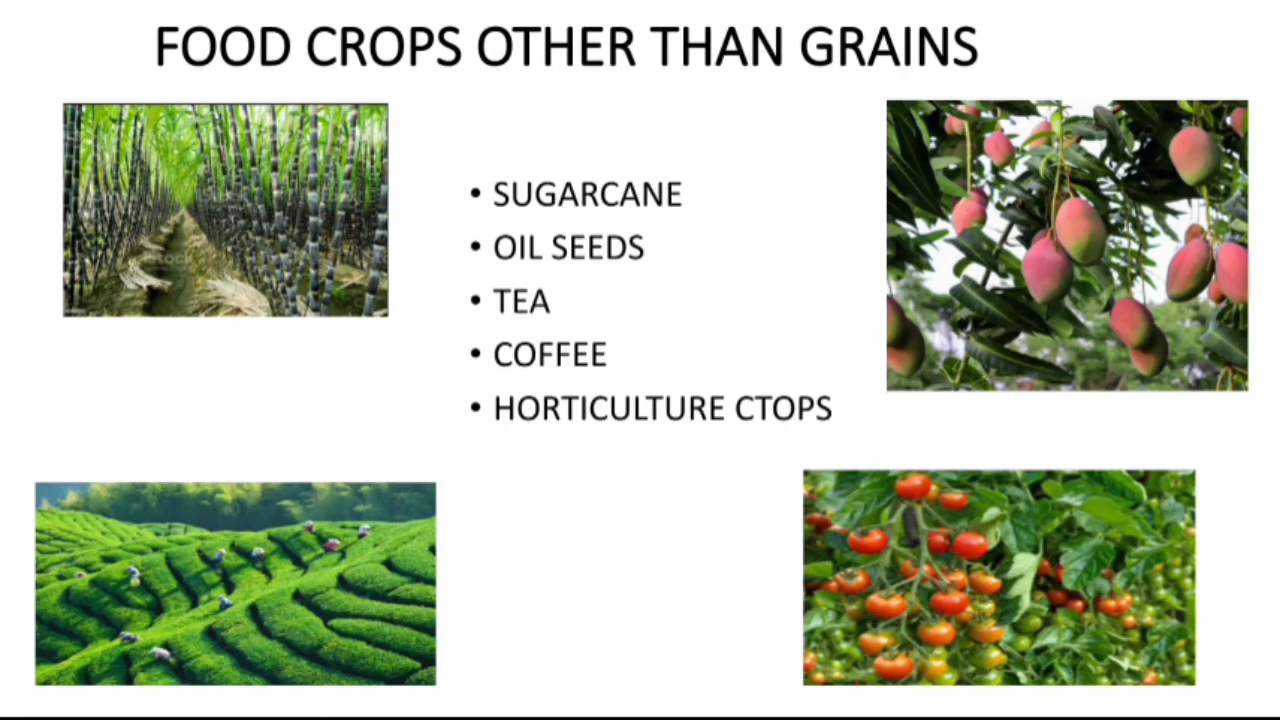 FOOD CROPS OTHER THAN GRAINS
• SUGARCANE
• OIL SEEDS
• TEA
• COFFEE
• HORTICULTURE CTOPS